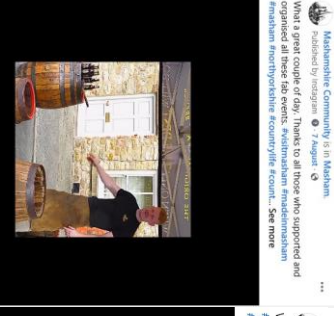 Mashamshire Community is in Masham.
Published by Instagram
7 August
What a great couple of day. Thanks to all those who supported and
organised all these fab events. #visitmasham #madeinmasham
#masham #northyorkshire #countrylife #count... See more